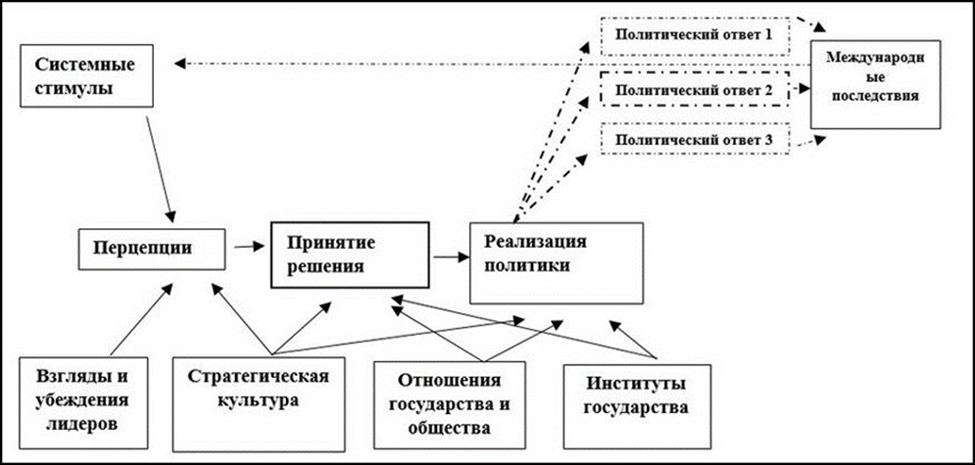 Системные
стимулы
Политический ответ 1
Политический ответ 2
Политический ответ 3
Международн
ые
последствия
Перцепции
Принятие
решения
Реализация
политики
Взгляды и
убеждения
лидеров
Стратегическая
культура
Отношения
государства и
общества
Институты
государства